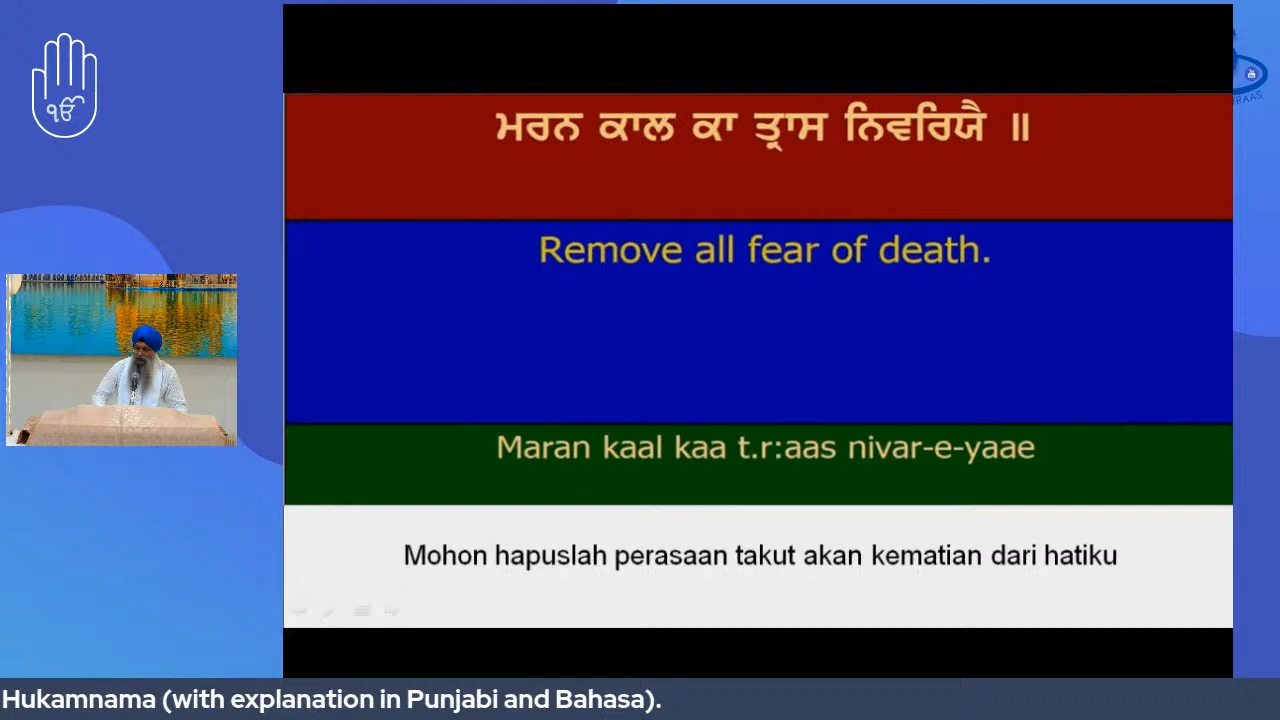 ੴ
ਮਰਨ ਕਾਲ ਕਾ ਤ੍ਰਾਸ ਨਿਵਰਿਯੈ ॥
Remove all fear of death.
Maran kaal kaa t.r:aas nivar-e-yaae
Mohon hapuslah perasaan takut akan kematian dari hatiku
Hukamnama (with explanation in Punjabi and Bahasa).